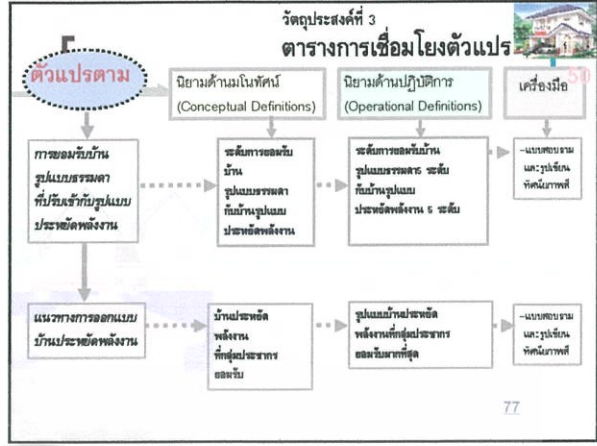 วัตถุประสงค์ที่ 3
ตารางการเชื่อมโยงตัวแปร
50
ตัวแปรตาม
นิยามด้านมโนทัศน์
(Conceptual Definitions)
นิยามด้านปฏิบัติการ
(Operational Definitions)
เครื่องมือ
การยอมรับบ้าน
รูปแบบธรรมดา
ที่ปรับเข้ากับรูปแบบ
ประหยัดพลังงาน
ระดับการยอมรับ
บ้าน
รูปแบบธรรมดา
กับบ้านรูปแบบ
ประหยัดพลังงาน
ระดับการยอมรับบ้าน
รูปแบบธรรมดา5 ระดับ
กับบ้านรูปแบบ
ประหยัดพลังงาน 5 ระดับ
-แบบสอบถาม
และรูปเขียน
ทัศนียภาพสี
แนวทางการออกแบบ
บ้านประหยัดพลังงาน
บ้านประหยัด
พลังงาน
ที่กลุ่มประชากร
ยอมรับ
รูปแบบบ้านประหยัด
พลังงานที่กลุ่มประชากร
ยอมรับมากที่สุด
-แบบสอบถาม
และรูปเขียน
ทัศนียภาพสี
77